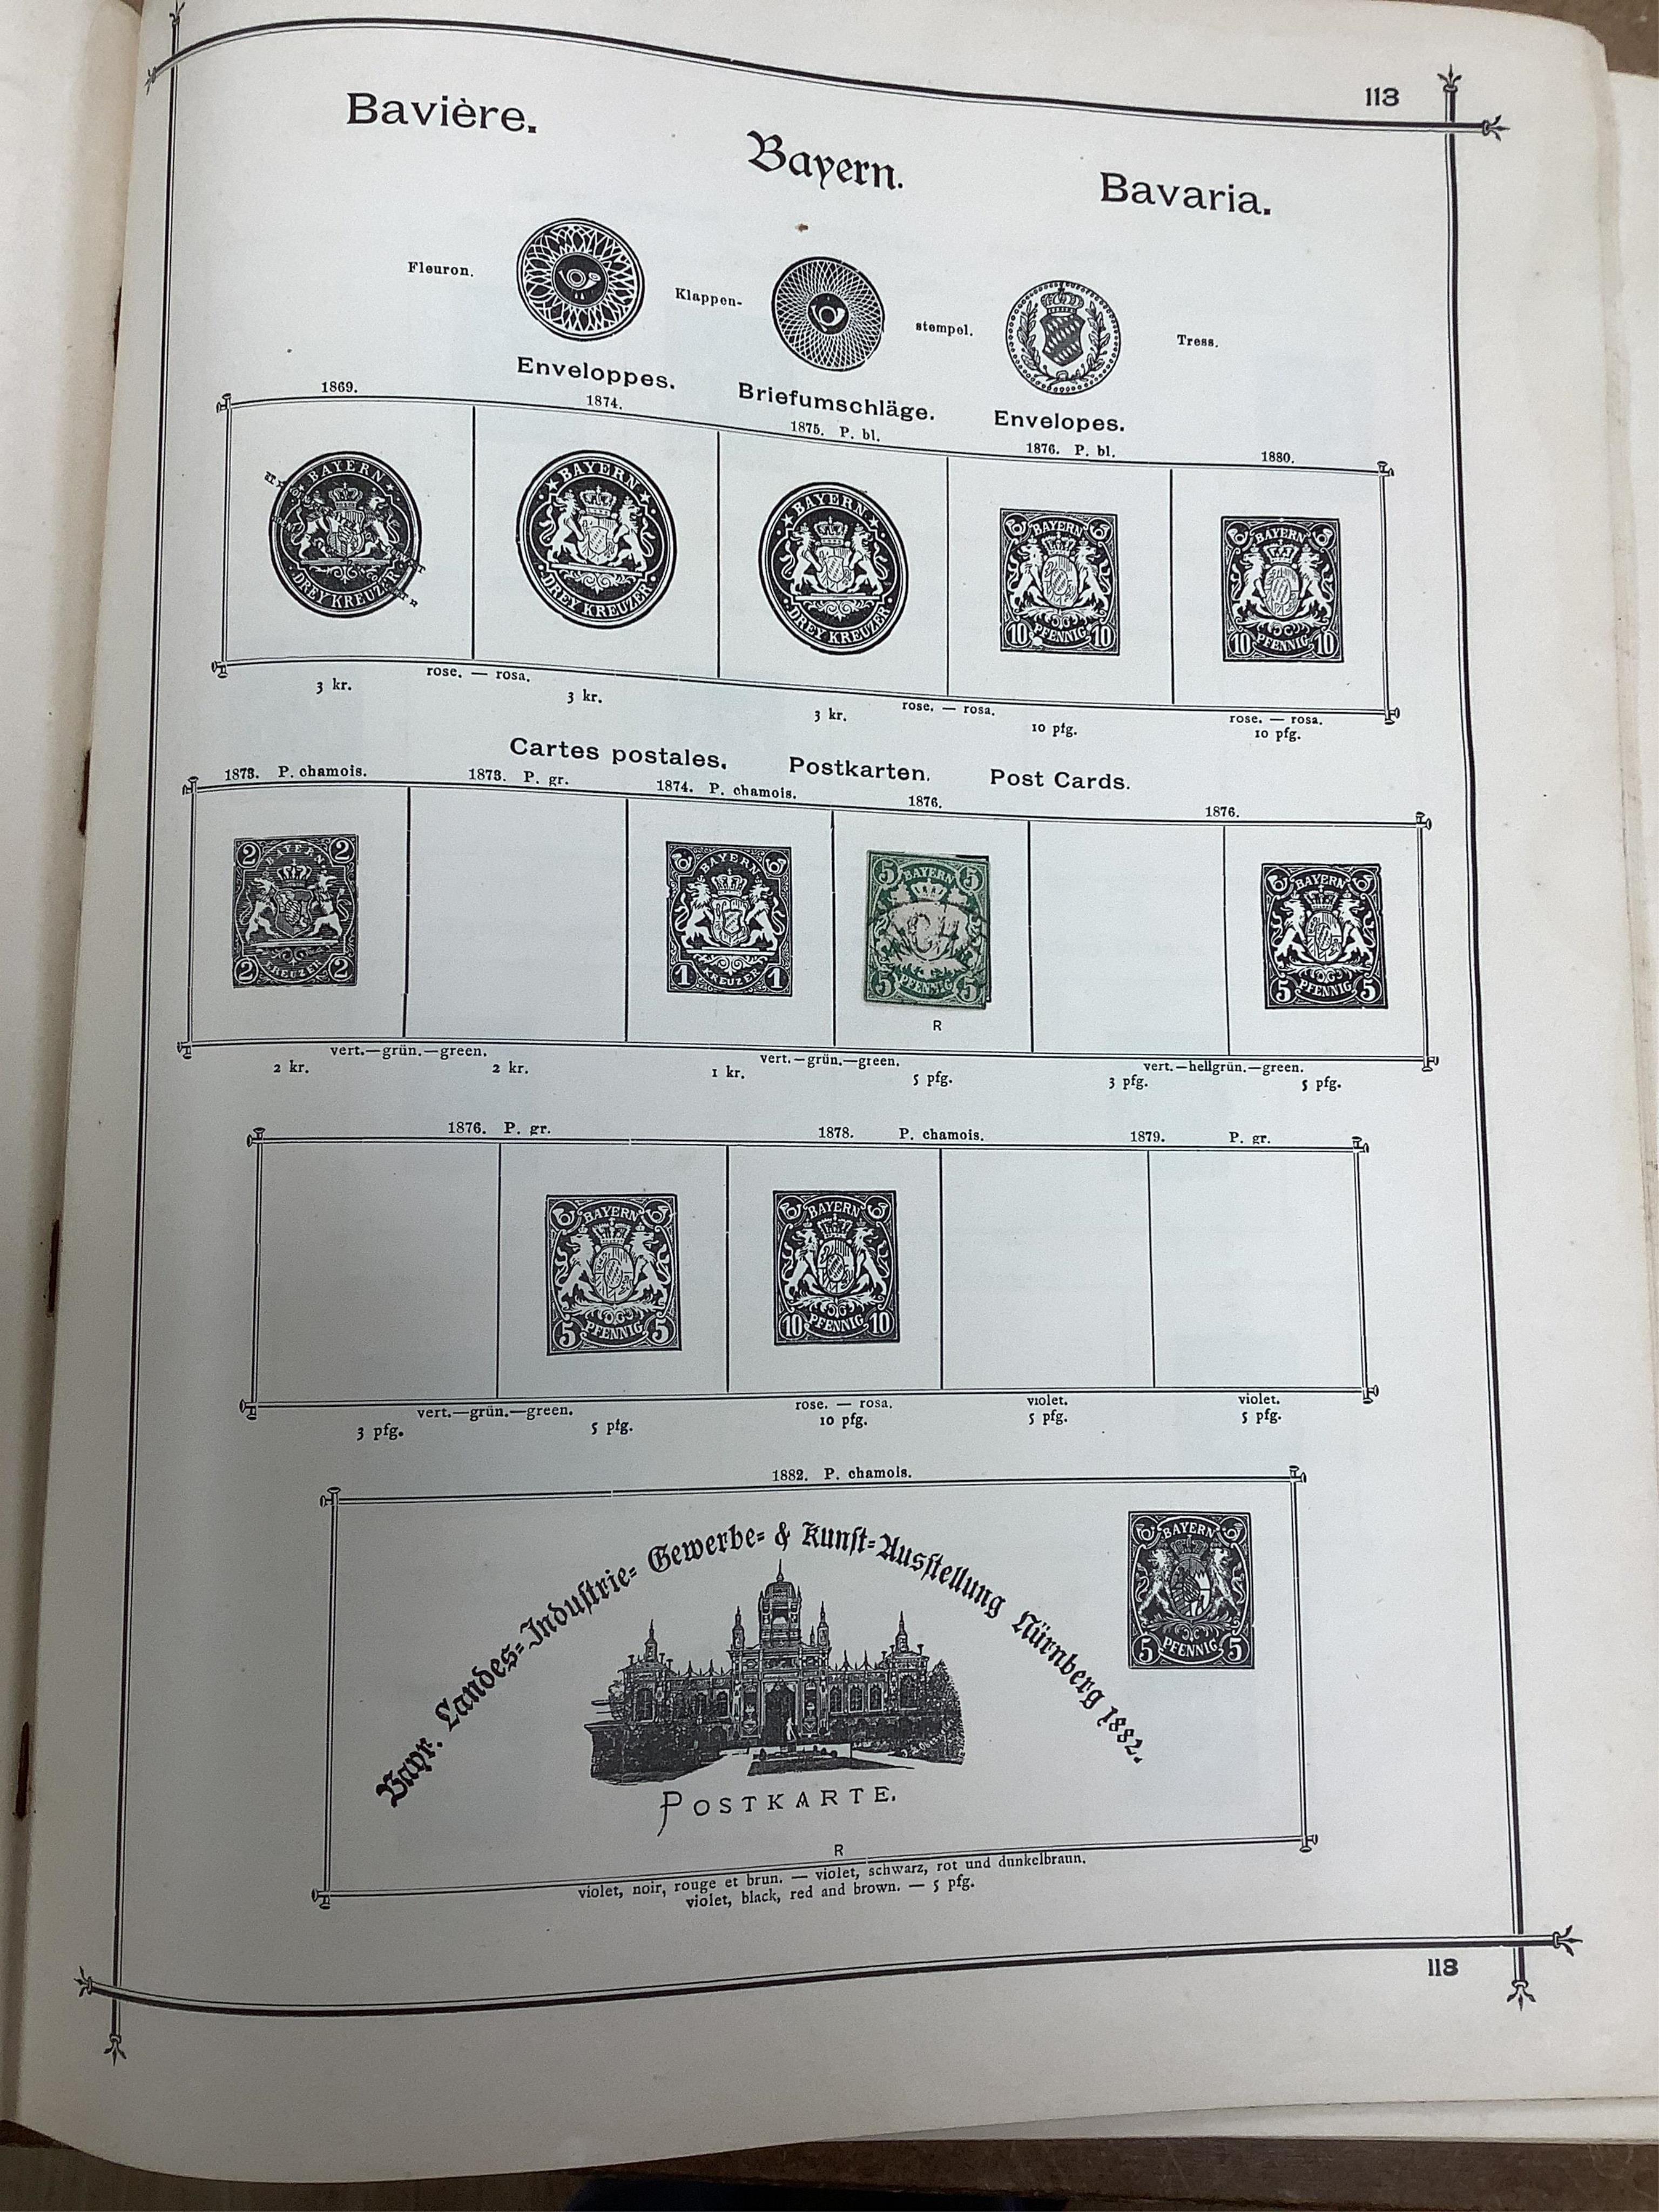 113
Bavière.
Bayern.
Bavaria.
Fleuron.
Klappen-
stempel.
Tress.
Enveloppes.
Briefumschläge.
Envelopes.
1869.
1874.
1875. P. bl.
1876. P. bl.
1880.
BAYERN
DREY KREUZER
BAYERN
DREY KREUZER
BAYERN
DREY KREUZER
BAYERN
10 PFENNIG 10
BAYERN
10 PFENNIG 10
rose. — rosa.
rose. — rosa.
rose. — rosa.
3 kr.
3 kr.
3 kr.
10 pfg.
10 pfg.
Cartes postales.
Postkarten.
Post Cards.
1873. P. chamois.
1873. P. gr.
1874. P. chamois.
1876.
1876.
2 BAYERN 2
2 KREUZER 2
BAYERN
1 KREUZER 1
5 BAYERN 5
5 PFENNIG 5
BAYERN
5 PFENNIG 5
R
vert.—grün.—green.
vert.—grün.—green.
vert.—hellgrün.—green.
2 kr.
2 kr.
1 kr.
5 pfg.
3 pfg.
5 pfg.
1876. P. gr.
1878. P. chamois.
1879. P. gr.
BAYERN
5 PFENNIG 5
BAYERN
10 PFENNIG 10
vert.—grün.—green.
rose. — rosa.
violet.
violet.
3 pfg.
5 pfg.
10 pfg.
5 pfg.
5 pfg.
1882. P. chamois.
Bayr. Landes-Industrie- Gewerbe- & Kunst-Ausstellung Nürnberg 1882.
BAYERN
5 PFENNIG 5
POSTKARTE.
R
violet, noir, rouge et brun. — violet, schwarz, rot und dunkelbraun.
violet, black, red and brown. — 5 pfg.
113